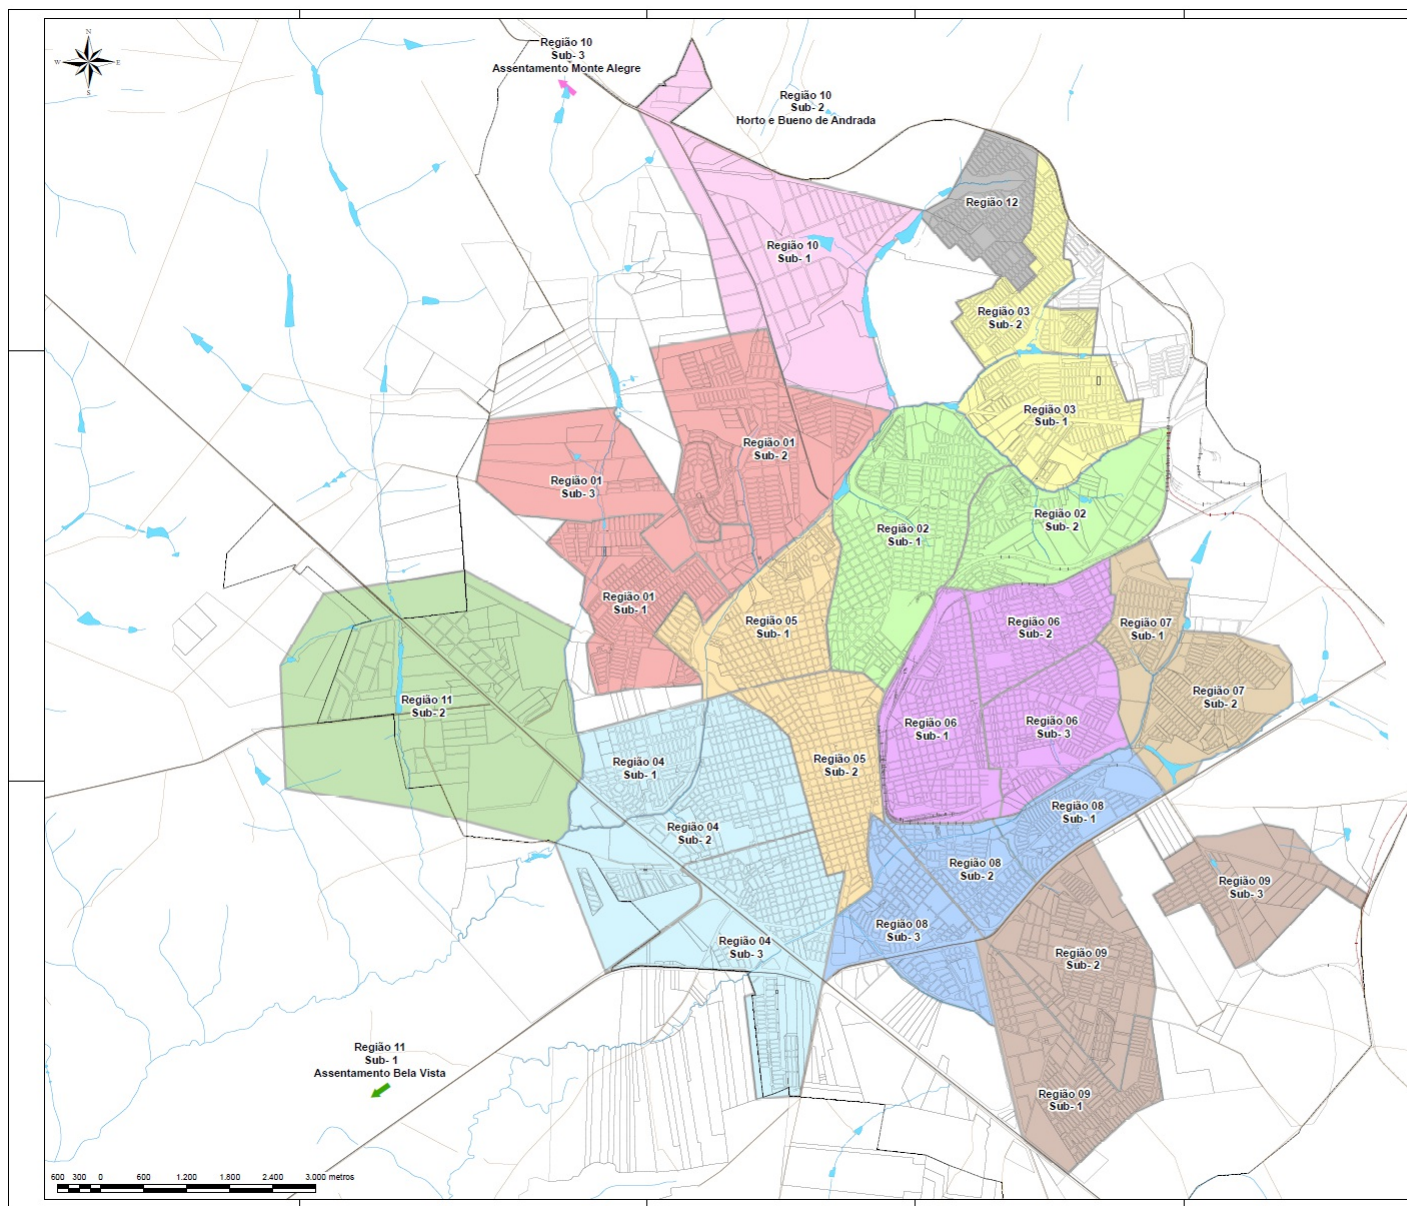 N
W
E
S
Região 10
Sub- 3
Assentamento Monte Alegre
Região 10
Sub- 2
Horto e Bueno de Andrada
Região 12
Região 10
Sub- 1
Região 03
Sub- 2
Região 03
Sub- 1
Região 01
Sub- 2
Região 01
Sub- 3
Região 02
Sub- 2
Região 02
Sub- 1
Região 01
Sub- 1
Região 05
Sub- 1
Região 06
Sub- 2
Região 07
Sub- 1
Região 07
Sub- 2
Região 11
Sub- 2
Região 06
Sub- 1
Região 06
Sub- 3
Região 04
Sub- 1
Região 05
Sub- 2
Região 08
Sub- 1
Região 04
Sub- 2
Região 08
Sub- 2
Região 09
Sub- 3
Região 08
Sub- 3
Região 04
Sub- 3
Região 09
Sub- 2
Região 11
Sub- 1
Assentamento Bela Vista
Região 09
Sub- 1
600 300 0 600 1.200 1.800 2.400 3.000 metros